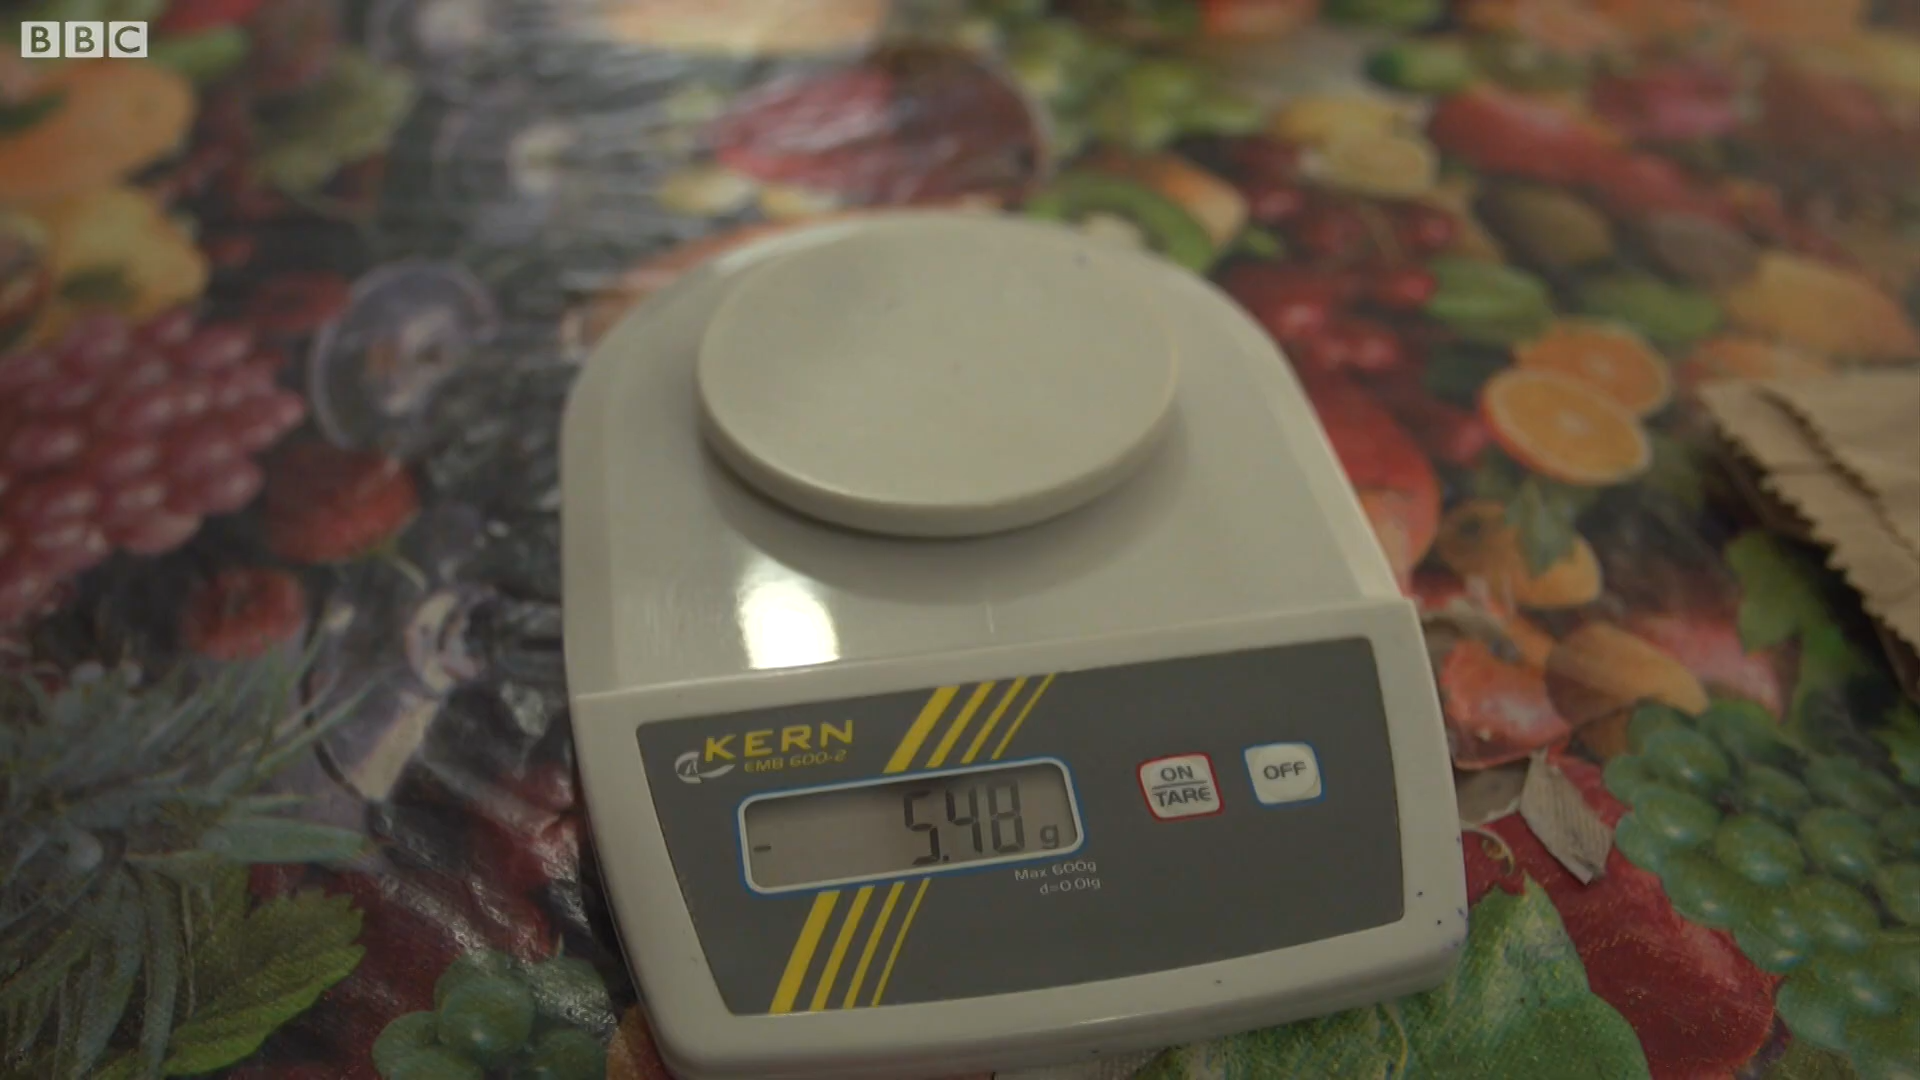 BBC
KERN
EMB 600-2
- 5.48 g
Max 600g
d=0.01g
ON
TARE
OFF